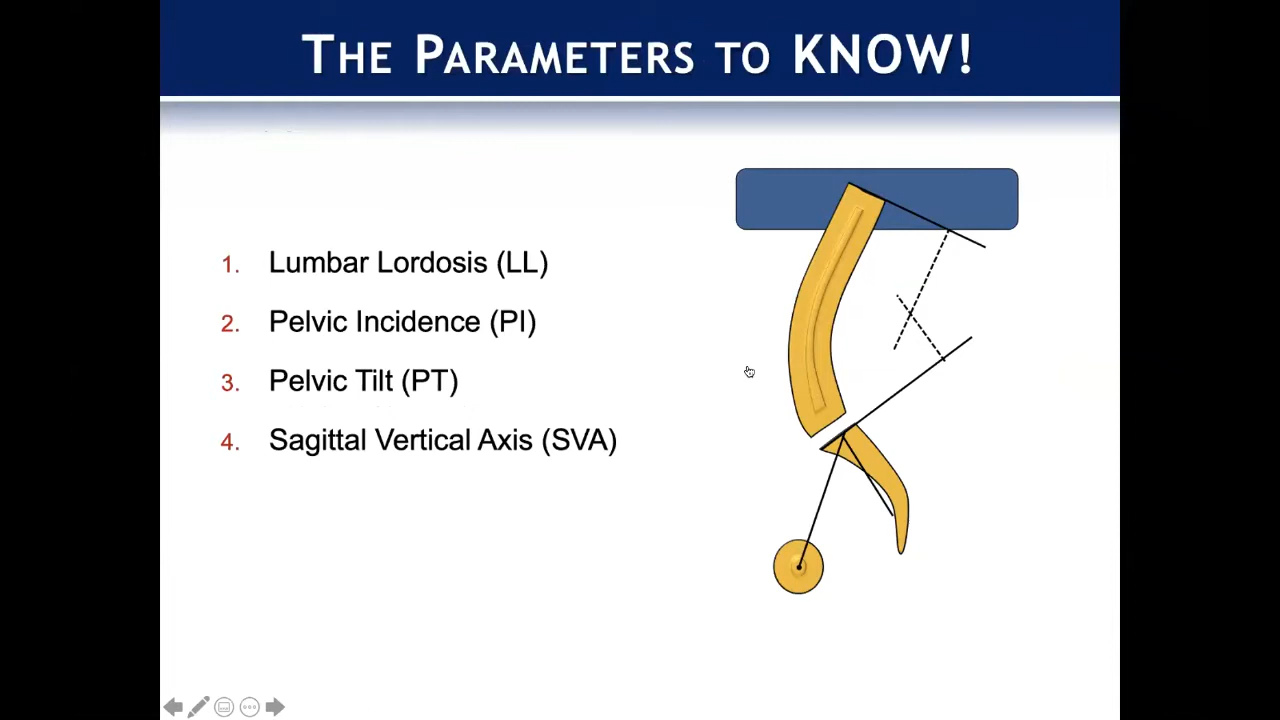 THE PARAMETERS TO KNOW!
1. Lumbar Lordosis (LL)
2. Pelvic Incidence (PI)
3. Pelvic Tilt (PT)
4. Sagittal Vertical Axis (SVA)